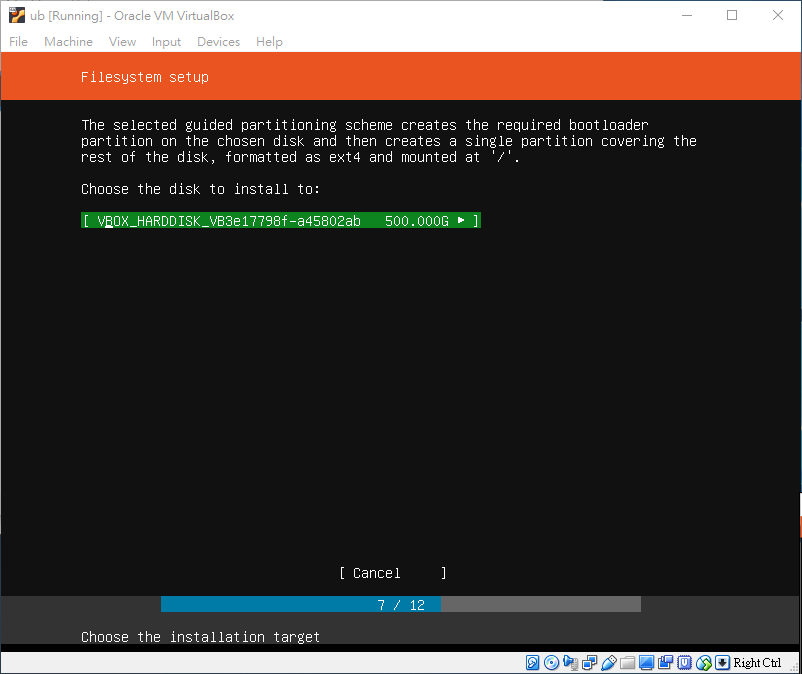 ub [Running] - Oracle VM VirtualBox
File Machine View Input Devices Help
Filesystem setup
The selected guided partitioning scheme creates the required bootloader
partition on the chosen disk and then creates a single partition covering the
rest of the disk, formatted as ext4 and mounted at '/'.
Choose the disk to install to:
[ VBOX_HARDDISK_VB3e17798f-a45802ab 500.000G ► ]
[ Cancel ]
7 / 12
Choose the installation target
Right Ctrl